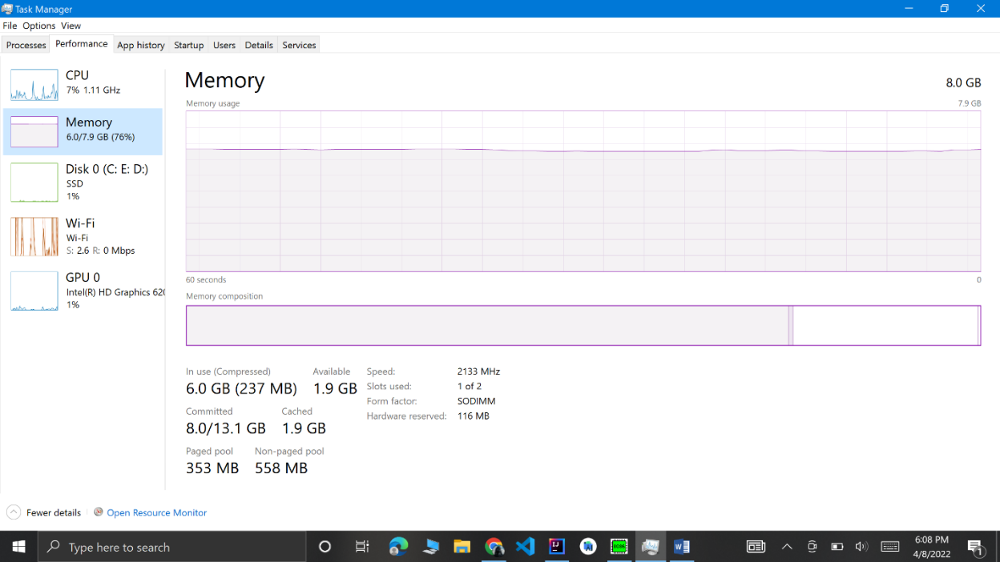 Task Manager
File Options View
Processes Performance App history Startup Users Details Services
CPU
7% 1.11 GHz
Memory
6.0/7.9 GB (76%)
Disk 0 (C: E: D:)
SSD
1%
Wi-Fi
Wi-Fi
S: 2.6 R: 0 Mbps
GPU 0
Intel(R) HD Graphics 620
1%
Memory 8.0 GB
Memory usage 7.9 GB
60 seconds 0
Memory composition
In use (Compressed) Available
6.0 GB (237 MB) 1.9 GB
Committed Cached
8.0/13.1 GB 1.9 GB
Paged pool Non-paged pool
353 MB 558 MB
Speed: 2133 MHz
Slots used: 1 of 2
Form factor: SODIMM
Hardware reserved: 116 MB
Fewer details Open Resource Monitor
Type here to search
6:08 PM
4/8/2022
1